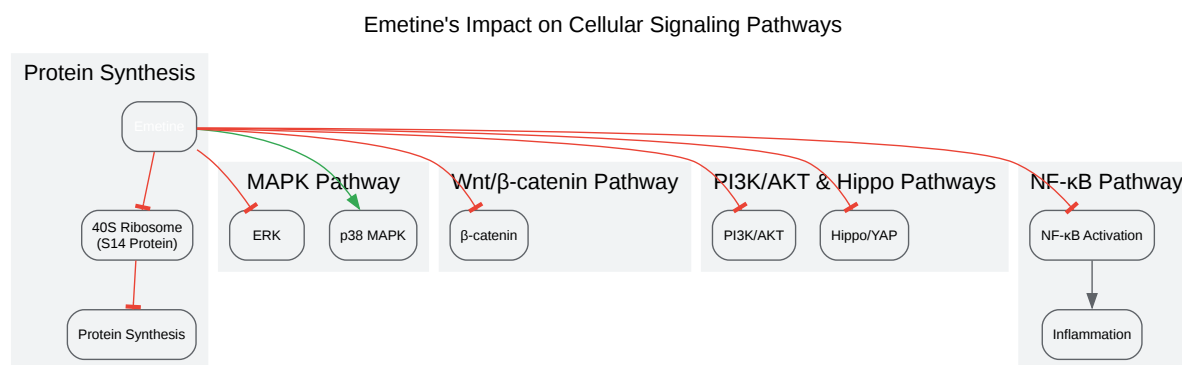 Emetine's Impact on Cellular Signaling Pathways
Protein Synthesis
Emetine
MAPK Pathway
Wnt/β-catenin Pathway
PI3K/AKT & Hippo Pathways
NF-κB Pathway
40S Ribosome
(S14 Protein)
ERK
p38 MAPK
β-catenin
PI3K/AKT
Hippo/YAP
NF-κB Activation
Protein Synthesis
Inflammation